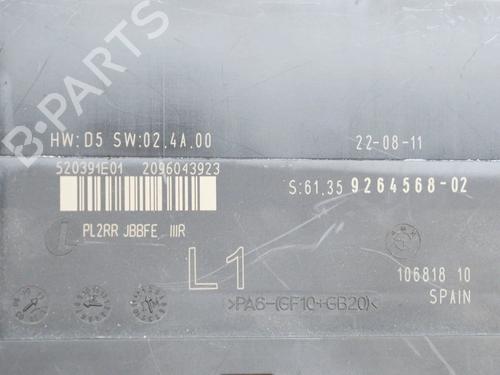 B-PARTS
HW: D5 SW:02.4A.00
22-08-11
520391E01 2096043923
S:61.35 9264568-02
PL2RR JBBFE IIIR
L1
106818 10
SPAIN
>PA6-(GF10+GB20)<